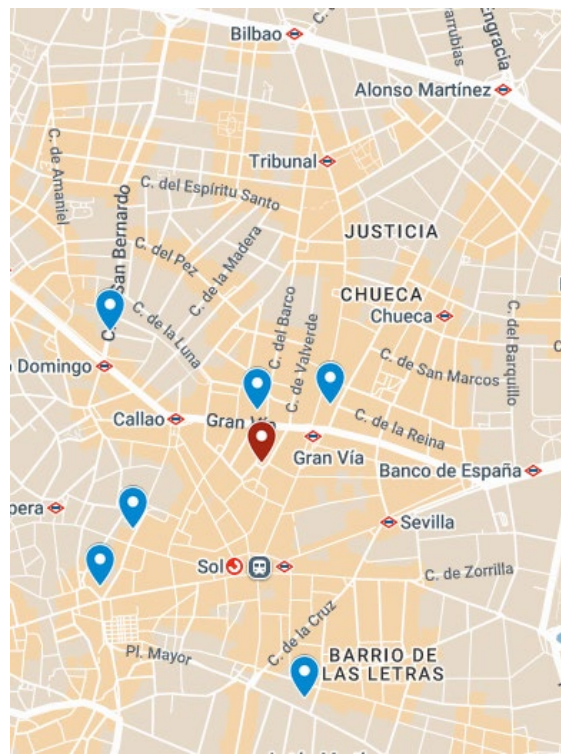 Bilbao
Engracia
Alonso Martínez
C. de Amaniel
Tribunal
C. del Espíritu Santo
San Bernardo
C. del Pez
C. de la Madera
JUSTICIA
CHUECA
Chueca
C. de la Luna
C. del Barco
C. de Valverde
C. de San Marcos
C. del Barquillo
Domingo
Callao
Gran Vía
C. de la Reina
Gran Vía
Banco de España
Sevilla
Sol
C. de Zorrilla
C. de la Cruz
Pl. Mayor
BARRIO DE
LAS LETRAS